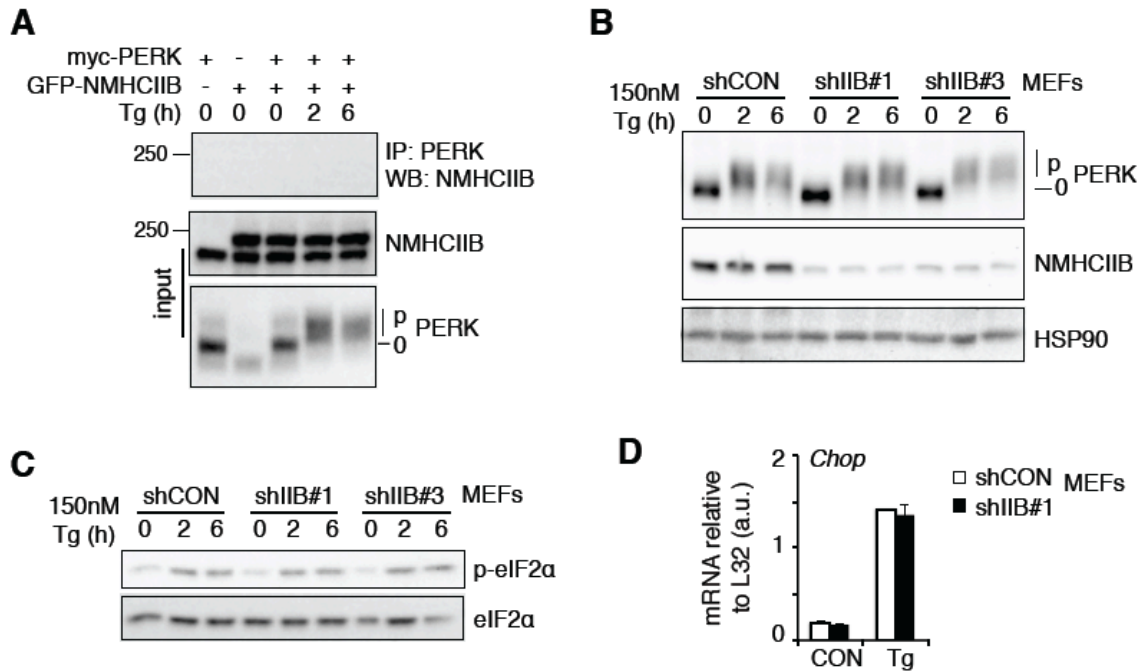 A
myc-PERK + - + + +
GFP-NMHCIIB - + + + +
Tg (h) 0 0 0 2 6
250
IP: PERK
WB: NMHCIIB
250
NMHCIIB
input
p
0
PERK
B
150nM
Tg (h)
shCON shIIB#1 shIIB#3 MEFs
0 2 6 0 2 6 0 2 6
p
0
PERK
NMHCIIB
HSP90
C
150nM
Tg (h)
shCON shIIB#1 shIIB#3 MEFs
0 2 6 0 2 6 0 2 6
p-eIF2α
eIF2α
D
mRNA relative
to L32 (a.u.)
2
1
0
Chop
shCON
shIIB#1
MEFs
CON Tg